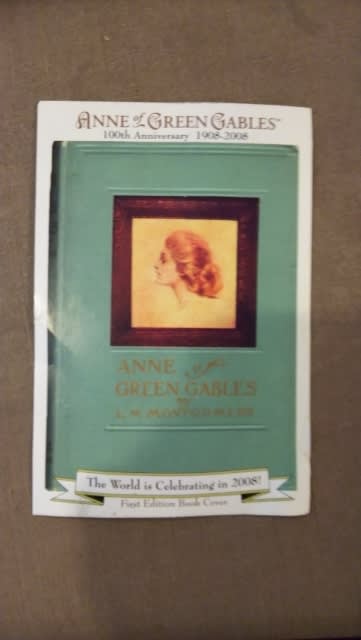 ANNE of GREEN GABLES™
100th Anniversary 1908-2008
ANNE of
GREEN GABLES
BY
L. M. MONTGOMERY
The World is Celebrating in 2008!
First Edition Book Cover